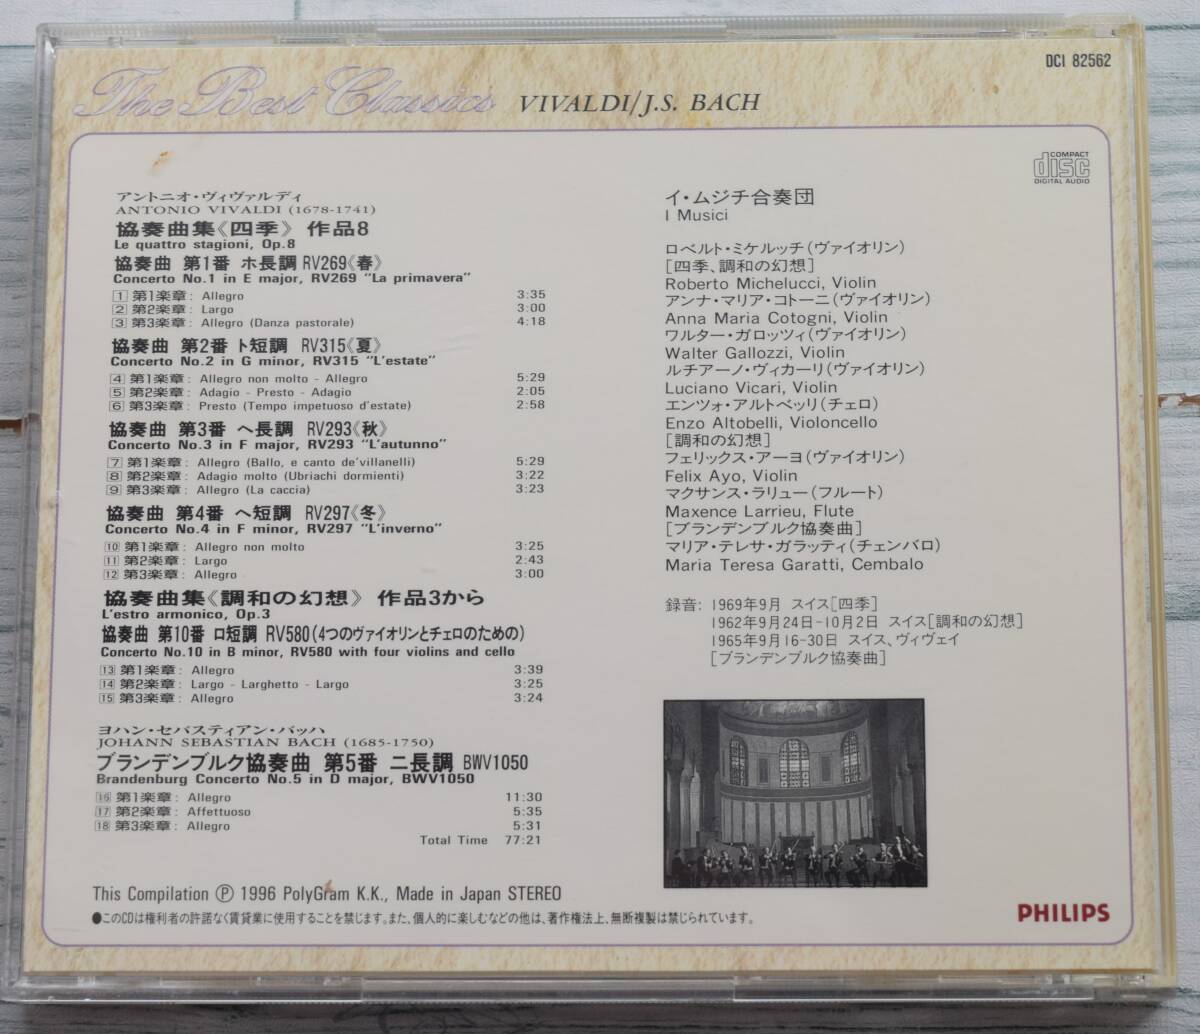 DCI 82562
The Best Classics VIVALDI/J.S. BACH
COMPACT
disc
DIGITAL AUDIO
アントニオ・ヴィヴァルディ
ANTONIO VIVALDI (1678-1741)
協奏曲集《四季》 作品8
Le quattro stagioni, Op.8
協奏曲 第1番 ホ長調 RV269《春》
Concerto No.1 in E major, RV269 "La primavera"
1 第1楽章: Allegro 3:35
2 第2楽章: Largo 3:00
3 第3楽章: Allegro (Danza pastorale) 4:18
協奏曲 第2番 ト短調 RV315《夏》
Concerto No.2 in G minor, RV315 "L'estate"
4 第1楽章: Allegro non molto - Allegro 5:29
5 第2楽章: Adagio - Presto - Adagio 2:05
6 第3楽章: Presto (Tempo impetuoso d'estate) 2:58
協奏曲 第3番 ヘ長調 RV293《秋》
Concerto No.3 in F major, RV293 "L'autunno"
7 第1楽章: Allegro (Ballo, e canto de'villanelli) 5:29
8 第2楽章: Adagio molto (Ubriachi dormienti) 3:22
9 第3楽章: Allegro (La caccia) 3:23
協奏曲 第4番 ヘ短調 RV297《冬》
Concerto No.4 in F minor, RV297 "L'inverno"
10 第1楽章: Allegro non molto 3:25
11 第2楽章: Largo 2:43
12 第3楽章: Allegro 3:00
協奏曲集《調和の幻想》 作品3から
L'estro armonico, Op.3
協奏曲 第10番 ロ短調 RV580(4つのヴァイオリンとチェロのための)
Concerto No.10 in B minor, RV580 with four violins and cello
13 第1楽章: Allegro 3:39
14 第2楽章: Largo - Larghetto - Largo 3:25
15 第3楽章: Allegro 3:24
ヨハン・セバスティアン・バッハ
JOHANN SEBASTIAN BACH (1685-1750)
ブランデンブルク協奏曲 第5番 ニ長調 BWV1050
Brandenburg Concerto No.5 in D major, BWV1050
16 第1楽章: Allegro 11:30
17 第2楽章: Affettuoso 5:35
18 第3楽章: Allegro 5:31
Total Time 77:21
イ・ムジチ合奏団
I Musici
ロベルト・ミケルッチ(ヴァイオリン)
[四季、調和の幻想]
Roberto Michelucci, Violin
アンナ・マリア・コトーニ(ヴァイオリン)
Anna Maria Cotogni, Violin
ワルター・ガロッツィ(ヴァイオリン)
Walter Gallozzi, Violin
ルチアーノ・ヴィカーリ(ヴァイオリン)
Luciano Vicari, Violin
エンツォ・アルトベッリ(チェロ)
Enzo Altobelli, Violoncello
[調和の幻想]
フェリックス・アーヨ(ヴァイオリン)
Felix Ayo, Violin
マクサンス・ラリュー(フルート)
Maxence Larrieu, Flute
[ブランデンブルク協奏曲]
マリア・テレサ・ガラッティ(チェンバロ)
Maria Teresa Garatti, Cembalo
録音: 1969年9月 スイス[四季]
1962年9月24日-10月2日 スイス[調和の幻想]
1965年9月16-30日 スイス、ヴィヴェイ
[ブランデンブルク協奏曲]
This Compilation Ⓟ 1996 PolyGram K.K., Made in Japan STEREO
●このCDは権利者の許諾なく賃貸業に使用することを禁じます。また、個人的に楽しむなどの他は、著作権法上、無断複製は禁じられています。
PHILIPS